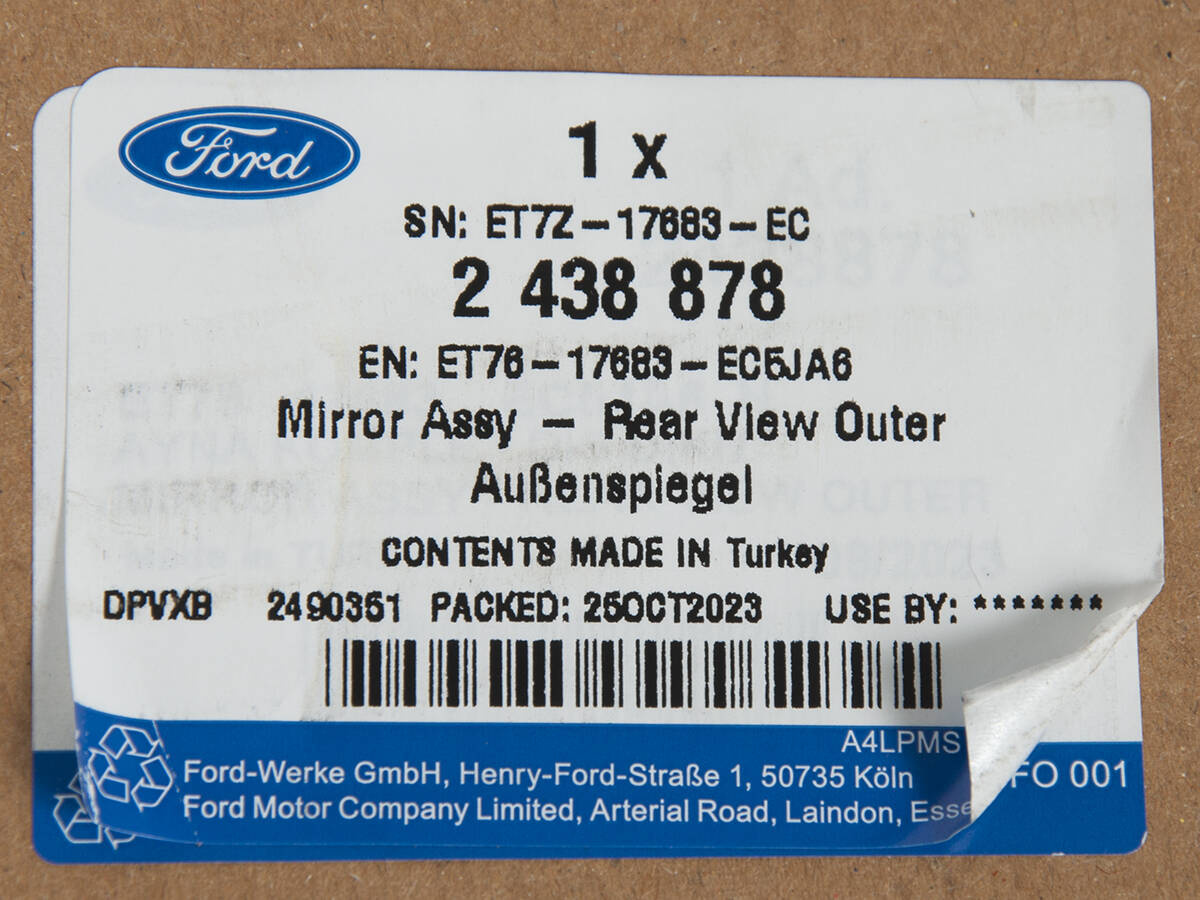 Ford
1 x
SN: ET7Z-17683-EC
2 438 878
EN: ET76-17683-EC5JA6
Mirror Assy - Rear View Outer
Außenspiegel
CONTENTS MADE IN Turkey
DPVXB 2490351 PACKED: 25OCT2023 USE BY: *******
A4LPMS
Ford-Werke GmbH, Henry-Ford-Straße 1, 50735 Köln
FO 001
Ford Motor Company Limited, Arterial Road, Laindon, Esse